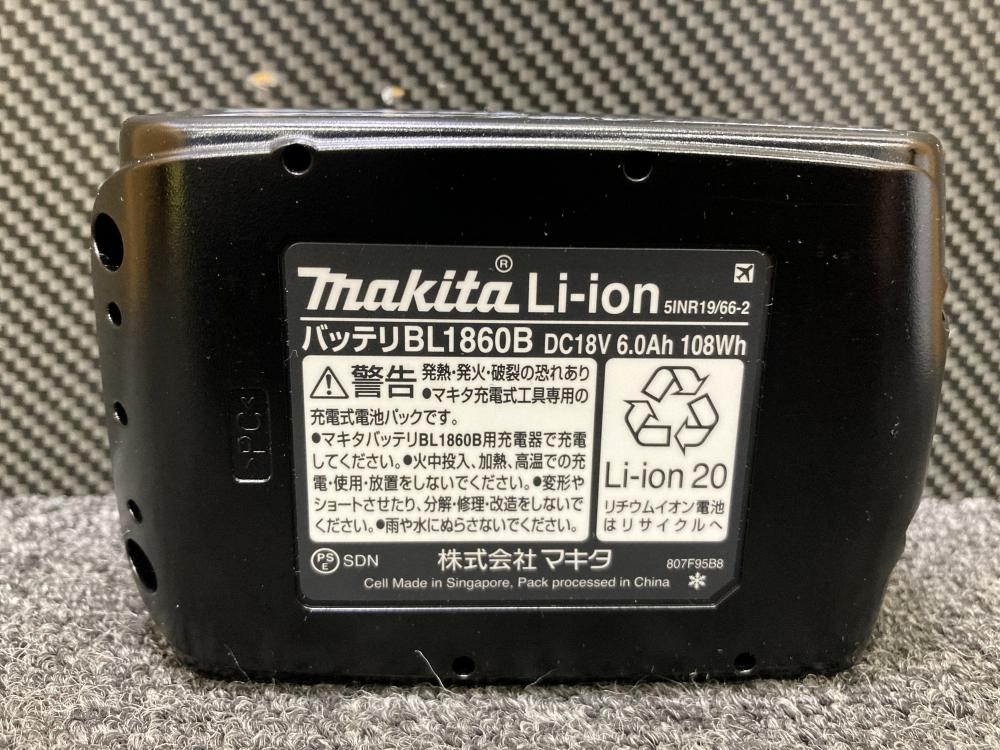 makita® Li-ion 5INR19/66-2
バッテリBL1860B DC18V 6.0Ah 108Wh
警告 発熱・発火・破裂の恐れあり
●マキタ充電式工具専用の
充電式電池パックです。
●マキタバッテリBL1860B用充電器で充電
してください。●火中投入、加熱、高温での充
電・使用・放置をしないでください。●変形や
ショートさせたり、分解・修理・改造をしないで
ください。●雨や水にぬらさないでください。
Li-ion 20
リチウムイオン電池
はリサイクルへ
PSE SDN 株式会社 マキタ 807F95B8
Cell Made in Singapore, Pack processed in China
>PC<